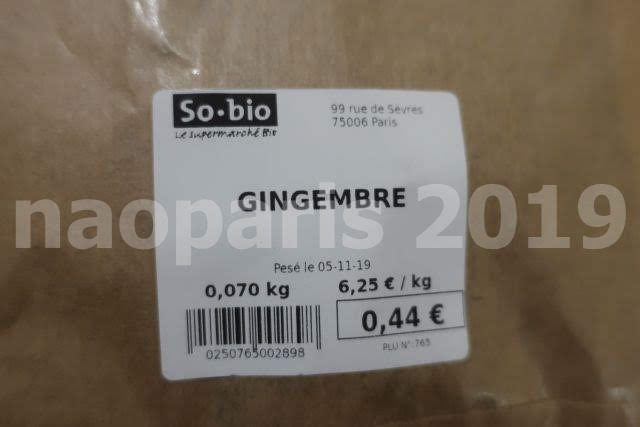 So•bio
Le supermarché Bio
99 rue de Sevres
75006 Paris
GINGEMBRE
naoparis 2019
Pesé le 05-11-19
0,070 kg
6,25 € / kg
0,44 €
0250765002898
PLU N°:765